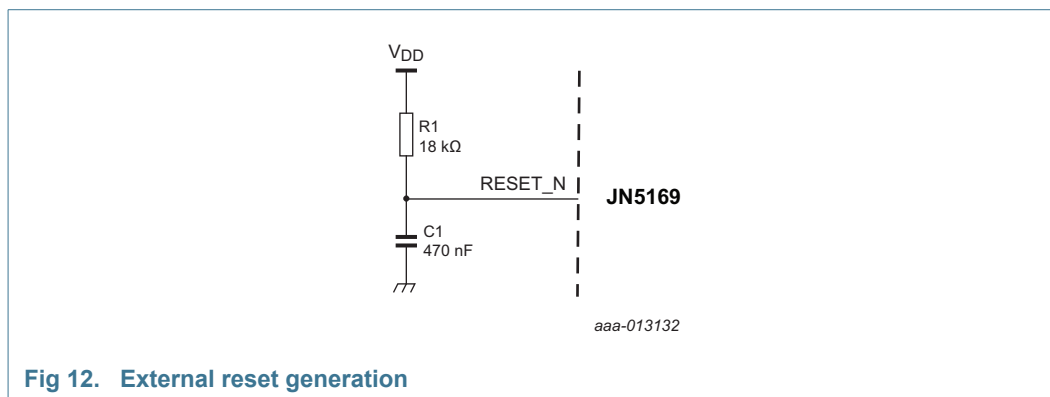 VDD
R1
18 kΩ
RESET_N
JN5169
C1
470 nF
aaa-013132
Fig 12. External reset generation